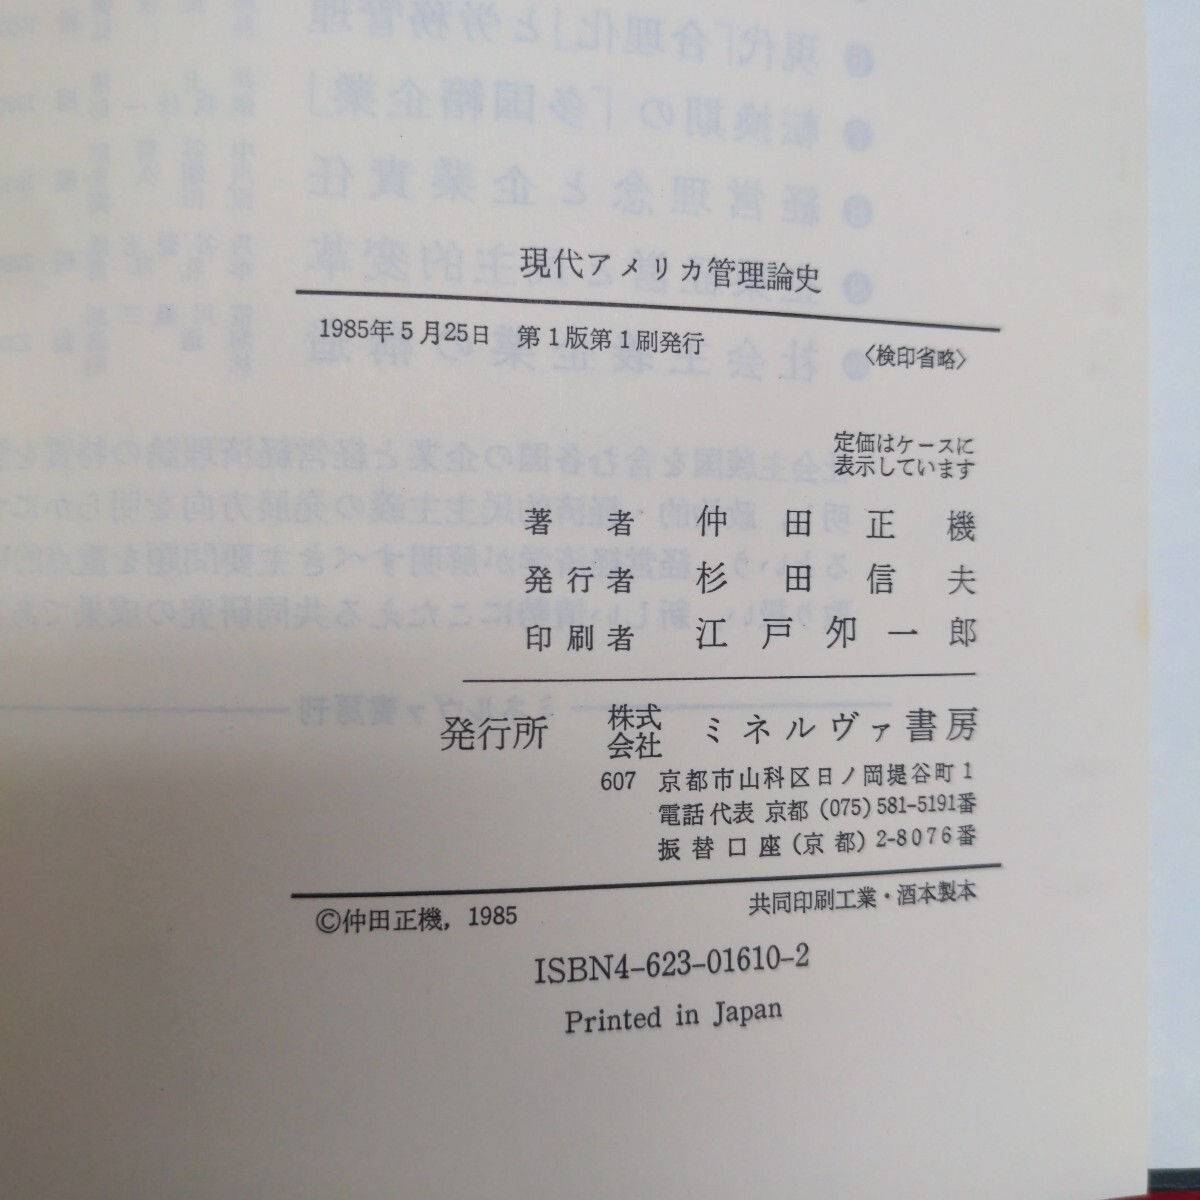 現代アメリカ管理論史
1985年5月25日 第1版第1刷発行
〈検印省略〉
定価はケースに
表示しています
著者 仲田正機
発行者 杉田信夫
印刷者 江戸夘一郎
発行所 株式会社 ミネルヴァ書房
607 京都市山科区日ノ岡堤谷町1
電話代表 京都 (075) 581-5191番
振替口座 (京都) 2-8076番
©仲田正機, 1985
共同印刷工業・酒本製本
ISBN4-623-01610-2
Printed in Japan